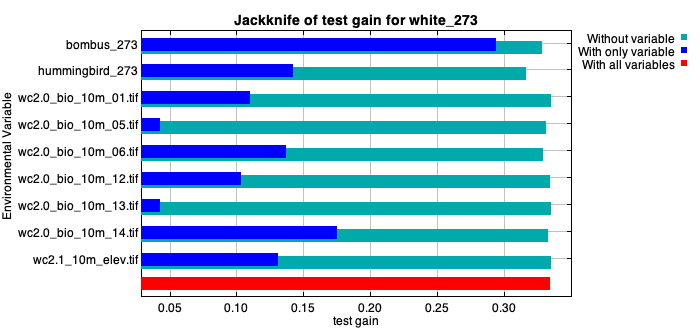 Jackknife of test gain for white_273
Without variable
With only variable
With all variables
Environmental Variable
bombus_273
hummingbird_273
wc2.0_bio_10m_01.tif
wc2.0_bio_10m_05.tif
wc2.0_bio_10m_06.tif
wc2.0_bio_10m_12.tif
wc2.0_bio_10m_13.tif
wc2.0_bio_10m_14.tif
wc2.1_10m_elev.tif
0.05 0.10 0.15 0.20 0.25 0.30
test gain